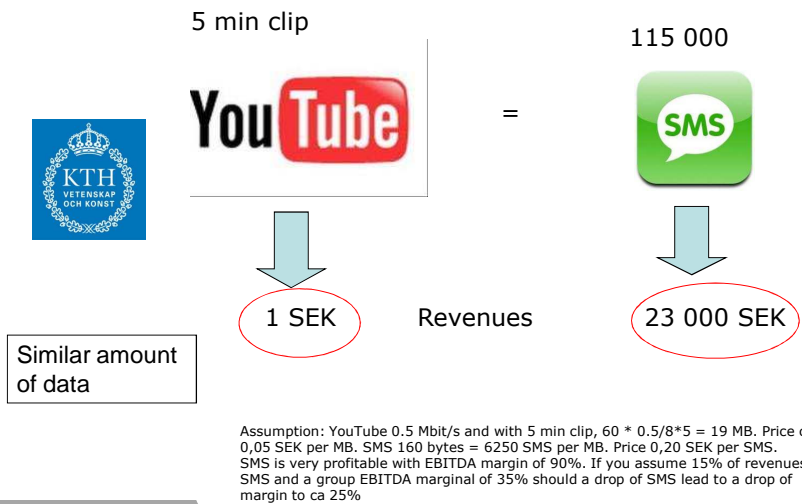 5 min clip
115 000
YouTube
=
SMS
KTH
VETENSKAP
OCH KONST
1 SEK
Revenues
23 000 SEK
Similar amount
of data
Assumption: YouTube 0.5 Mbit/s and with 5 min clip, 60 * 0.5/8*5 = 19 MB. Price
0,05 SEK per MB. SMS 160 bytes = 6250 SMS per MB. Price 0,20 SEK per SMS.
SMS is very profitable with EBITDA margin of 90%. If you assume 15% of revenues
SMS and a group EBITDA marginal of 35% should a drop of SMS lead to a drop of
margin to ca 25%